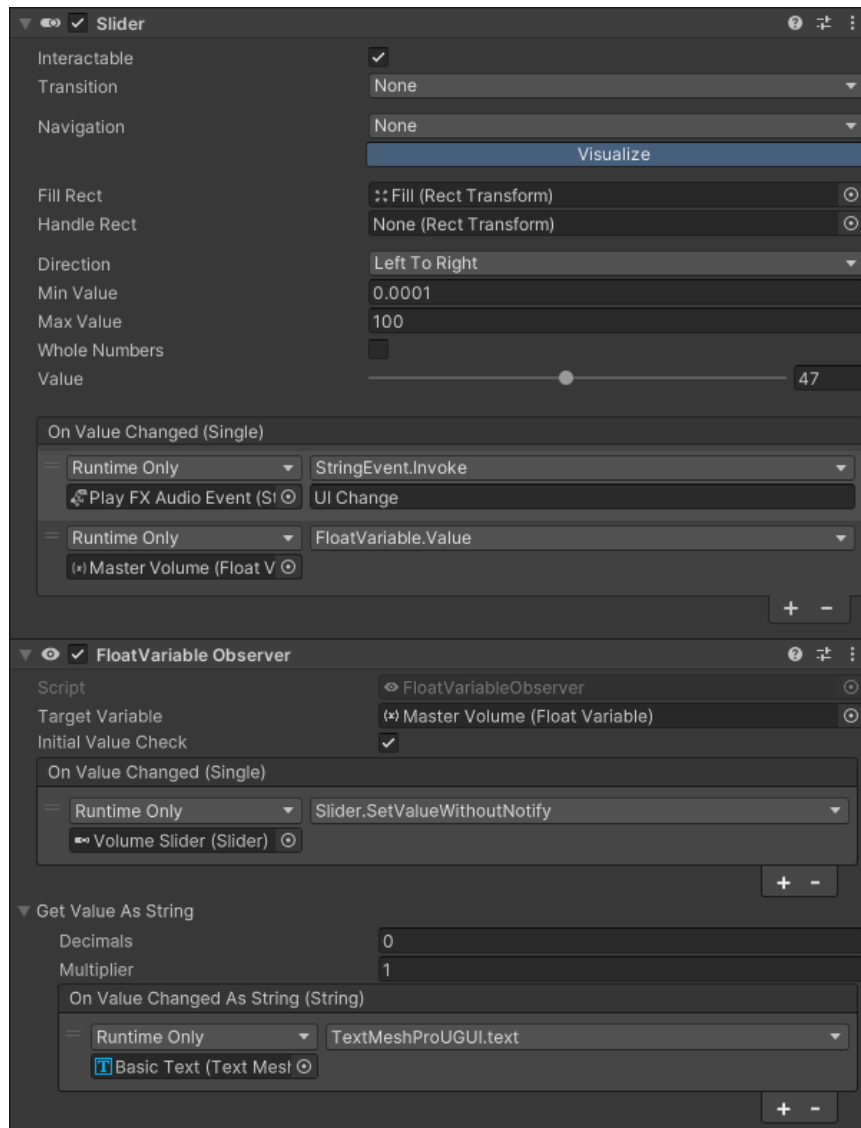 Slider
Interactable
Transition None
Navigation None
Visualize
Fill Rect Fill (Rect Transform)
Handle Rect None (Rect Transform)
Direction Left To Right
Min Value 0.0001
Max Value 100
Whole Numbers
Value 47
On Value Changed (Single)
Runtime Only StringEvent.Invoke
Play FX Audio Event (St UI Change
Runtime Only FloatVariable.Value
(x) Master Volume (Float V
+ -
FloatVariable Observer
Script FloatVariableObserver
Target Variable (x) Master Volume (Float Variable)
Initial Value Check
On Value Changed (Single)
Runtime Only Slider.SetValueWithoutNotify
Volume Slider (Slider)
+ -
Get Value As String
Decimals 0
Multiplier 1
On Value Changed As String (String)
Runtime Only TextMeshProUGUI.text
T Basic Text (Text Mesh
+ -